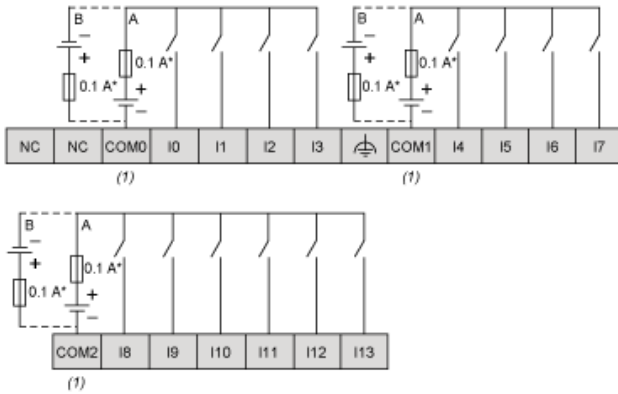 B A B A
− + − +
+ 0.1 A* + 0.1 A*
0.1 A* − 0.1 A* −
NC NC COM0 I0 I1 I2 I3 COM1 I4 I5 I6 I7
(1) (1)
B A
− 0.1 A*
+ +
0.1 A* −
COM2 I8 I9 I10 I11 I12 I13
(1)